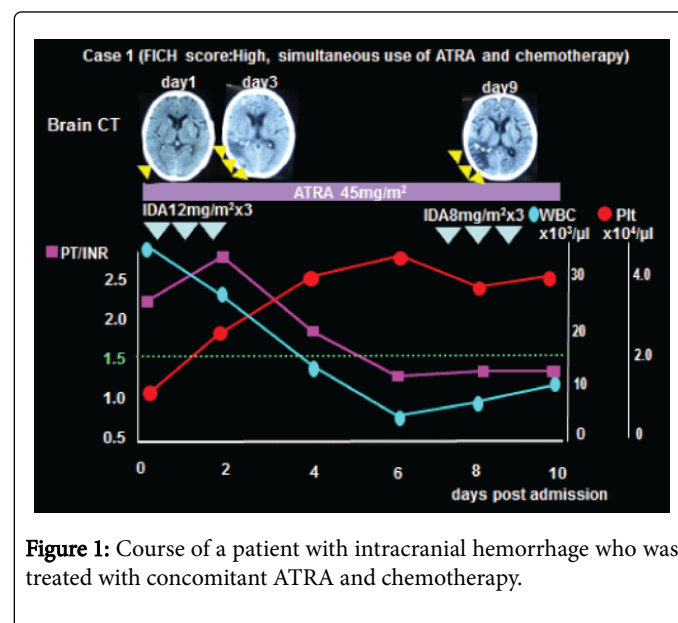 Case 1 (FICH score:High, simultaneous use of ATRA and chemotherapy)
day1 day3 day9
Brain CT
ATRA 45mg/m²
IDA12mg/m²x3 IDA8mg/m²x3 WBC Plt
x10³/μl x10⁴/μl
PT/INR
2.5 30 4.0
2.0 20
1.5 2.0
1.0 10
0.5 0 0
0 2 4 6 8 10
days post admission
Figure 1: Course of a patient with intracranial hemorrhage who was
treated with concomitant ATRA and chemotherapy.